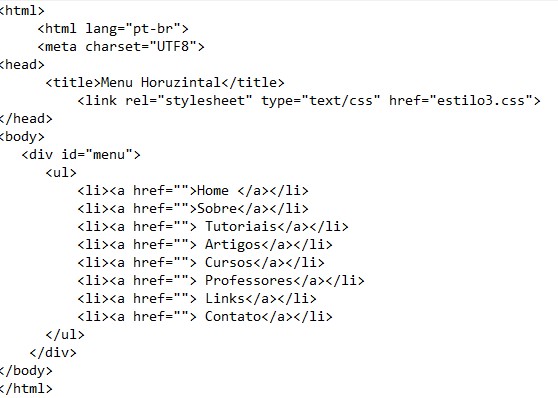 <html>
<html lang="pt-br">
<meta charset="UTF8">
<head>
<title>Menu Horuzintal</title>
<link rel="stylesheet" type="text/css" href="estilo3.css">
</head>
<body>
<div id="menu">
<ul>
<li><a href="">Home </a></li>
<li><a href="">Sobre</a></li>
<li><a href=""> Tutoriais</a></li>
<li><a href=""> Artigos</a></li>
<li><a href=""> Cursos</a></li>
<li><a href=""> Professores</a></li>
<li><a href=""> Links</a></li>
<li><a href=""> Contato</a></li>
</ul>
</div>
</body>
</html>